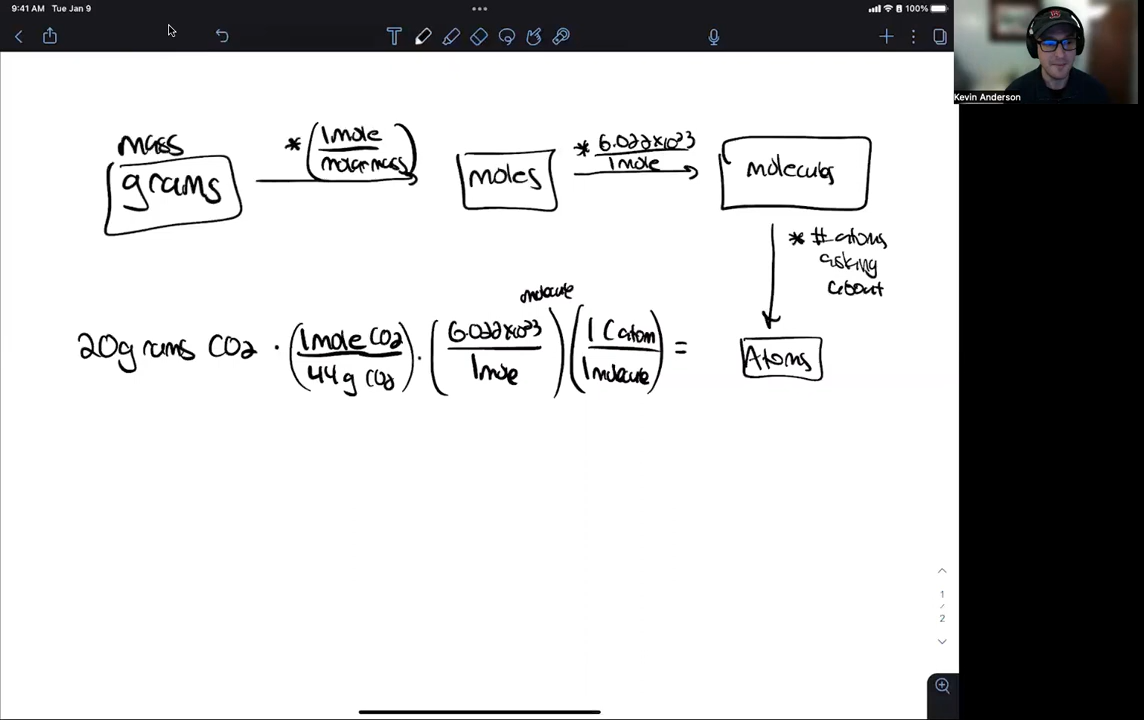 9:41 AM Tue Jan 9
100%
Kevin Anderson
mass
grams
* (1 mole / molar mass)
moles
* 6.022x10^23 / 1 mole
molecules
* # atoms
asking
about
Atoms
molecule
20 grams CO2 · (1 mole CO2 / 44 g CO2) · (6.022x10^23 / 1 mole) (1 C atom / 1 molecule) =
1
/
2